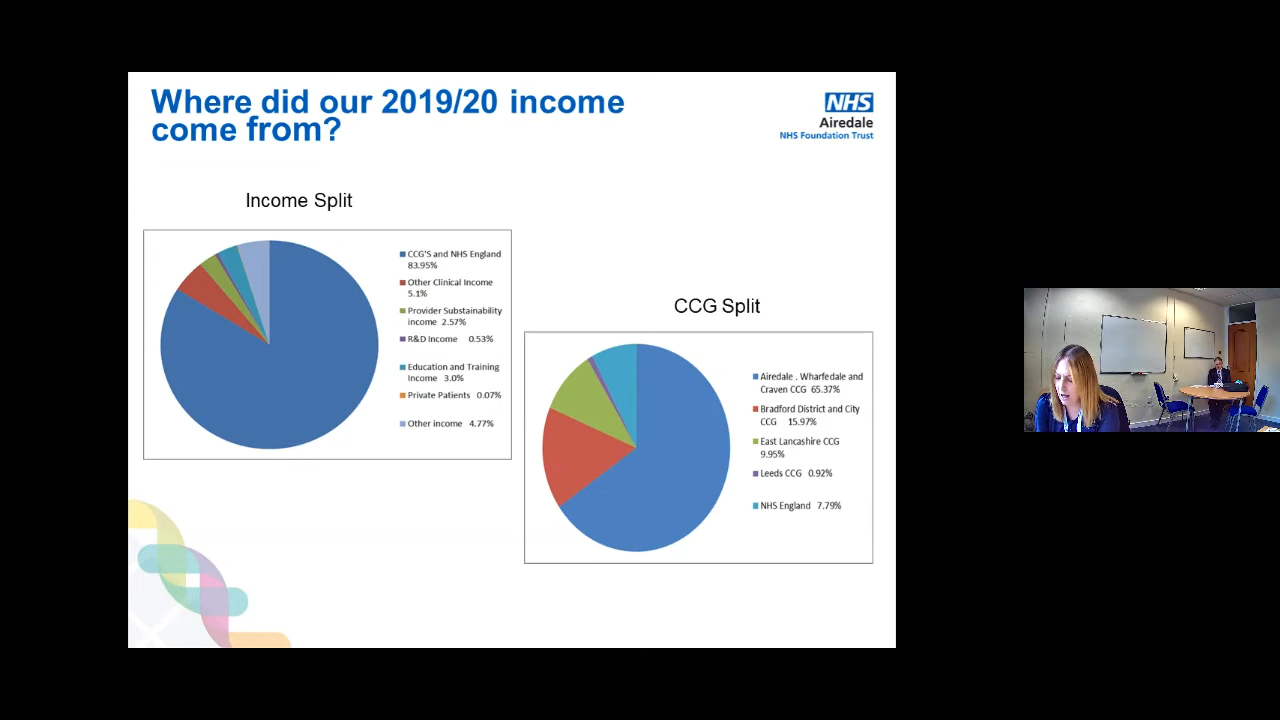 Where did our 2019/20 income
come from?
NHS
Airedale
NHS Foundation Trust
Income Split
CCG'S and NHS England
83.95%
Other Clinical Income
5.1%
Provider Substainability
income 2.57%
R&D Income 0.53%
Education and Training
Income 3.0%
Private Patients 0.07%
Other income 4.77%
CCG Split
Airedale . Wharfedale and
Craven CCG 65.37%
Bradford District and City
CCG 15.97%
East Lancashire CCG
9.95%
Leeds CCG 0.92%
NHS England 7.79%